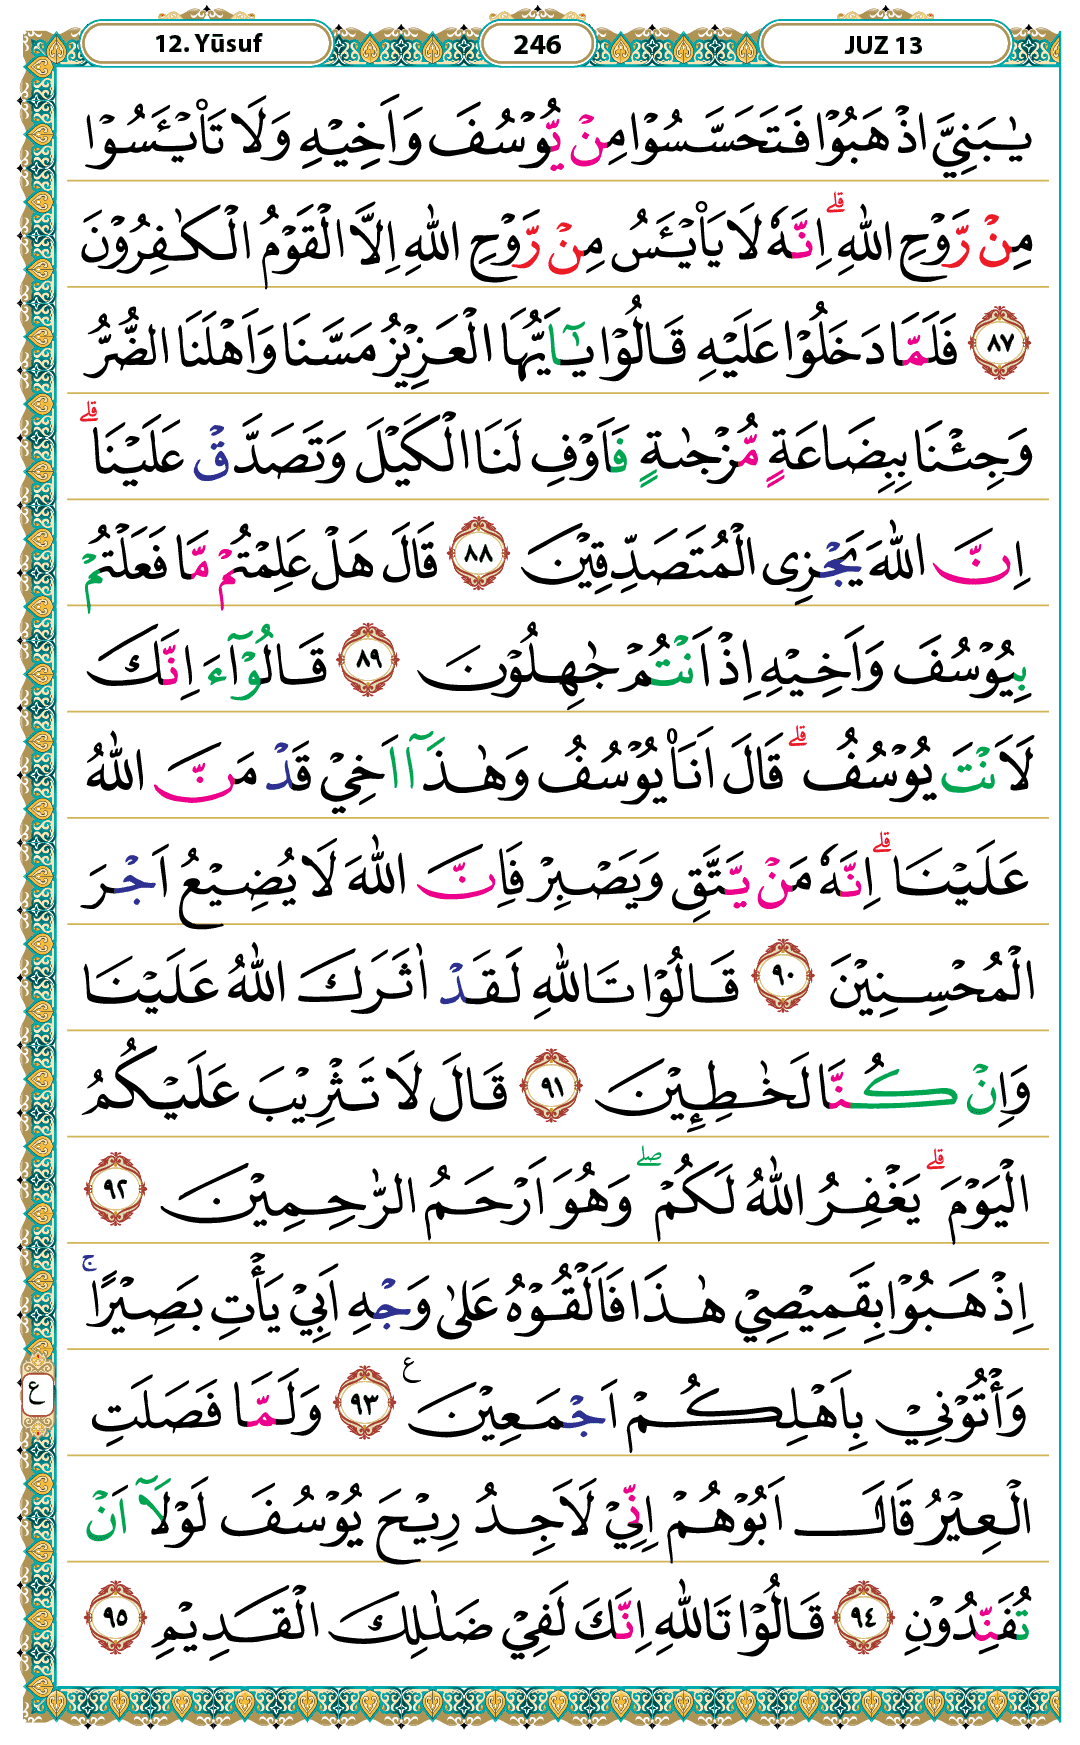 12. Yūsuf
246
JUZ 13
يٰبَنِيَّ اذْهَبُوْا فَتَحَسَّسُوْا مِنْ يُّوْسُفَ وَاَخِيْهِ وَلَا تَا۟يْـَٔسُوْا
مِنْ رَّوْحِ اللّٰهِ ۗاِنَّهٗ لَا يَا۟يْـَٔسُ مِنْ رَّوْحِ اللّٰهِ اِلَّا الْقَوْمُ الْكٰفِرُوْنَ
٨٧ فَلَمَّا دَخَلُوْا عَلَيْهِ قَالُوْا يٰٓاَيُّهَا الْعَزِيْزُ مَسَّنَا وَاَهْلَنَا الضُّرُّ
وَجِئْنَا بِبِضَاعَةٍ مُّزْجٰىةٍ فَاَوْفِ لَنَا الْكَيْلَ وَتَصَدَّقْ عَلَيْنَا ۗ
اِنَّ اللّٰهَ يَجْزِى الْمُتَصَدِّقِيْنَ ٨٨ قَالَ هَلْ عَلِمْتُمْ مَّا فَعَلْتُمْ
بِيُوْسُفَ وَاَخِيْهِ اِذْ اَنْتُمْ جٰهِلُوْنَ ٨٩ قَالُوْٓا ءَاِنَّكَ
لَاَنْتَ يُوْسُفُ ۗقَالَ اَنَا۠ يُوْسُفُ وَهٰذَآ اَخِيْ قَدْ مَنَّ اللّٰهُ
عَلَيْنَا ۗاِنَّهٗ مَنْ يَّتَّقِ وَيَصْبِرْ فَاِنَّ اللّٰهَ لَا يُضِيْعُ اَجْرَ
الْمُحْسِنِيْنَ ٩٠ قَالُوْا تَاللّٰهِ لَقَدْ اٰثَرَكَ اللّٰهُ عَلَيْنَا
وَاِنْ كُنَّا لَخٰطِـِٕيْنَ ٩١ قَالَ لَا تَثْرِيْبَ عَلَيْكُمُ
الْيَوْمَ ۗيَغْفِرُ اللّٰهُ لَكُمْ ۖوَهُوَ اَرْحَمُ الرّٰحِمِيْنَ ٩٢
اِذْهَبُوْا بِقَمِيْصِيْ هٰذَا فَاَلْقُوْهُ عَلٰى وَجْهِ اَبِيْ يَأْتِ بَصِيْرًا ۚ
وَأْتُوْنِيْ بِاَهْلِكُمْ اَجْمَعِيْنَ ع ٩٣ وَلَمَّا فَصَلَتِ
ع
الْعِيْرُ قَالَ اَبُوْهُمْ اِنِّيْ لَاَجِدُ رِيْحَ يُوْسُفَ لَوْلَآ اَنْ
تُفَنِّدُوْنِ ٩٤ قَالُوْا تَاللّٰهِ اِنَّكَ لَفِيْ ضَلٰلِكَ الْقَدِيْمِ ٩٥